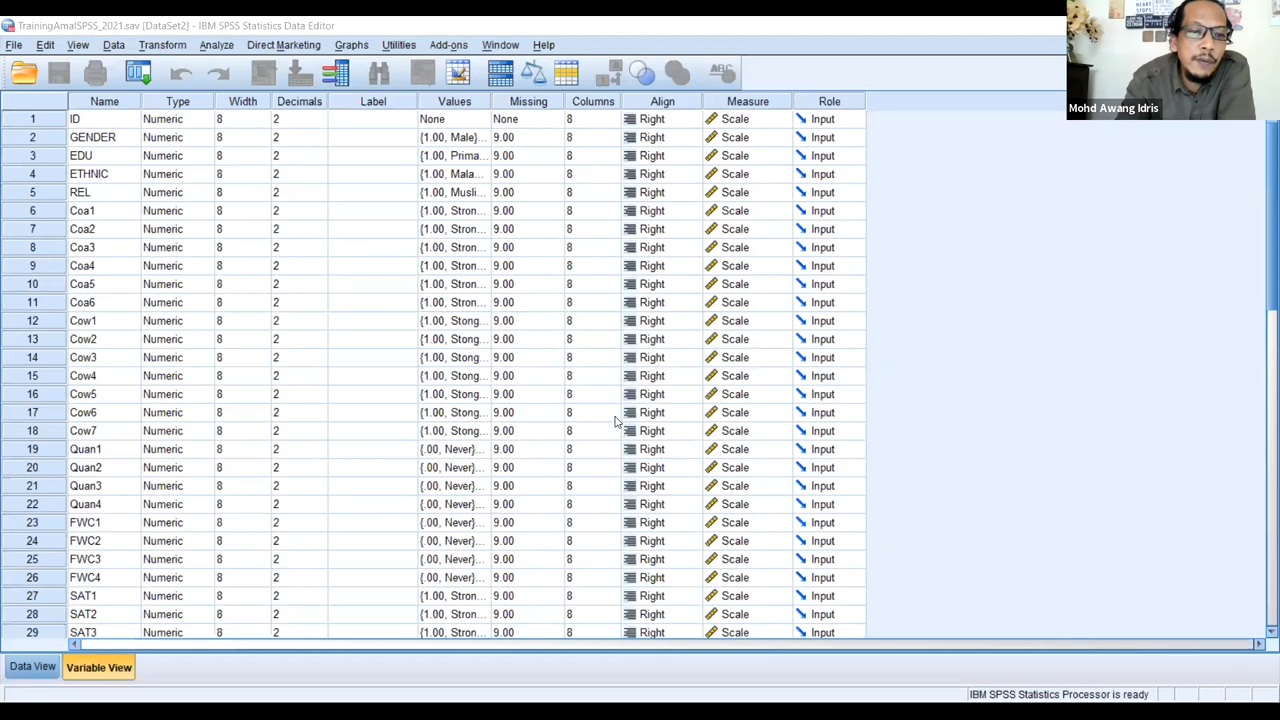 TrainingAmalSPSS_2021.sav [DataSet2] - IBM SPSS Statistics Data Editor
File Edit View Data Transform Analyze Direct Marketing Graphs Utilities Add-ons Window Help
Mohd Awang Idris
Name Type Width Decimals Label Values Missing Columns Align Measure Role
1 ID Numeric 8 2 None None 8 Right Scale Input
2 GENDER Numeric 8 2 {1.00, Male}... 9.00 8 Right Scale Input
3 EDU Numeric 8 2 {1.00, Prima... 9.00 8 Right Scale Input
4 ETHNIC Numeric 8 2 {1.00, Mala... 9.00 8 Right Scale Input
5 REL Numeric 8 2 {1.00, Musli... 9.00 8 Right Scale Input
6 Coa1 Numeric 8 2 {1.00, Stron... 9.00 8 Right Scale Input
7 Coa2 Numeric 8 2 {1.00, Stron... 9.00 8 Right Scale Input
8 Coa3 Numeric 8 2 {1.00, Stron... 9.00 8 Right Scale Input
9 Coa4 Numeric 8 2 {1.00, Stron... 9.00 8 Right Scale Input
10 Coa5 Numeric 8 2 {1.00, Stron... 9.00 8 Right Scale Input
11 Coa6 Numeric 8 2 {1.00, Stron... 9.00 8 Right Scale Input
12 Cow1 Numeric 8 2 {1.00, Stong... 9.00 8 Right Scale Input
13 Cow2 Numeric 8 2 {1.00, Stong... 9.00 8 Right Scale Input
14 Cow3 Numeric 8 2 {1.00, Stong... 9.00 8 Right Scale Input
15 Cow4 Numeric 8 2 {1.00, Stong... 9.00 8 Right Scale Input
16 Cow5 Numeric 8 2 {1.00, Stong... 9.00 8 Right Scale Input
17 Cow6 Numeric 8 2 {1.00, Stong... 9.00 8 Right Scale Input
18 Cow7 Numeric 8 2 {1.00, Stong... 9.00 8 Right Scale Input
19 Quan1 Numeric 8 2 {.00, Never}... 9.00 8 Right Scale Input
20 Quan2 Numeric 8 2 {.00, Never}... 9.00 8 Right Scale Input
21 Quan3 Numeric 8 2 {.00, Never}... 9.00 8 Right Scale Input
22 Quan4 Numeric 8 2 {.00, Never}... 9.00 8 Right Scale Input
23 FWC1 Numeric 8 2 {.00, Never}... 9.00 8 Right Scale Input
24 FWC2 Numeric 8 2 {.00, Never}... 9.00 8 Right Scale Input
25 FWC3 Numeric 8 2 {.00, Never}... 9.00 8 Right Scale Input
26 FWC4 Numeric 8 2 {.00, Never}... 9.00 8 Right Scale Input
27 SAT1 Numeric 8 2 {1.00, Stron... 9.00 8 Right Scale Input
28 SAT2 Numeric 8 2 {1.00, Stron... 9.00 8 Right Scale Input
29 SAT3 Numeric 8 2 {1.00, Stron... 9.00 8 Right Scale Input
Data View Variable View
IBM SPSS Statistics Processor is ready